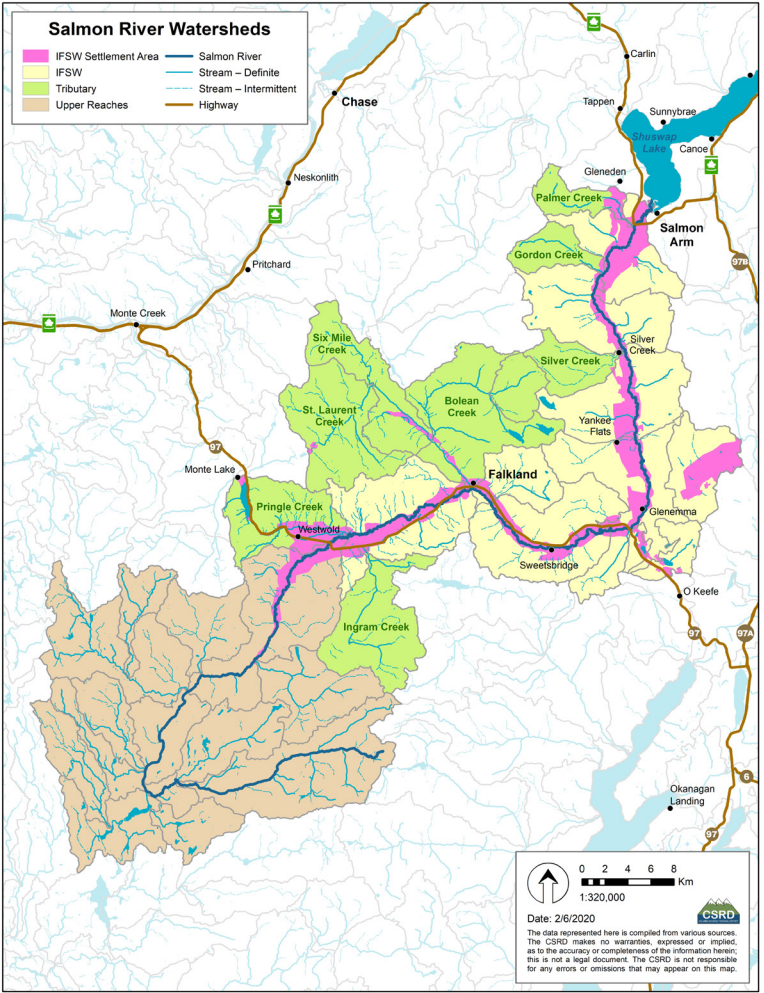 Salmon River Watersheds
IFSW Settlement Area
Salmon River
IFSW
Stream – Definite
Tributary
Stream – Intermittent
Upper Reaches
Highway
Carlin
Chase
Tappen
Sunnybrae
Shuswap
Lake
Canoe
Neskonlith
Gleneden
Palmer Creek
Salmon
Arm
Gordon Creek
97B
Pritchard
Monte Creek
Six Mile
Creek
Silver
Creek
Silver Creek
St. Laurent
Creek
Bolean
Creek
Yankee
Flats
97
Monte Lake
Falkland
Pringle Creek
Glenemma
Westwold
Sweetsbridge
O Keefe
Ingram Creek
97
97A
6
Okanagan
Landing
97
0 2 4 6 8
Km
1:320,000
Date: 2/6/2020
CSRD
The data represented here is compiled from various sources.
The CSRD makes no warranties, expressed or implied,
as to the accuracy or completeness of the information herein;
this is not a legal document. The CSRD is not responsible
for any errors or omissions that may appear on this map.